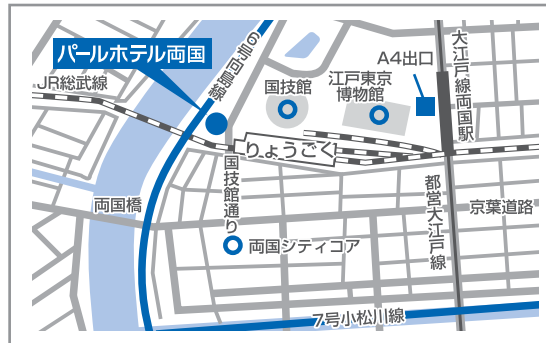 パールホテル両国
JR総武線
6号向島線
国技館
江戸東京
博物館
A4出口
大江戸線両国駅
りょうごく
国技館通り
両国橋
両国シティコア
都営大江戸線
京葉道路
7号小松川線